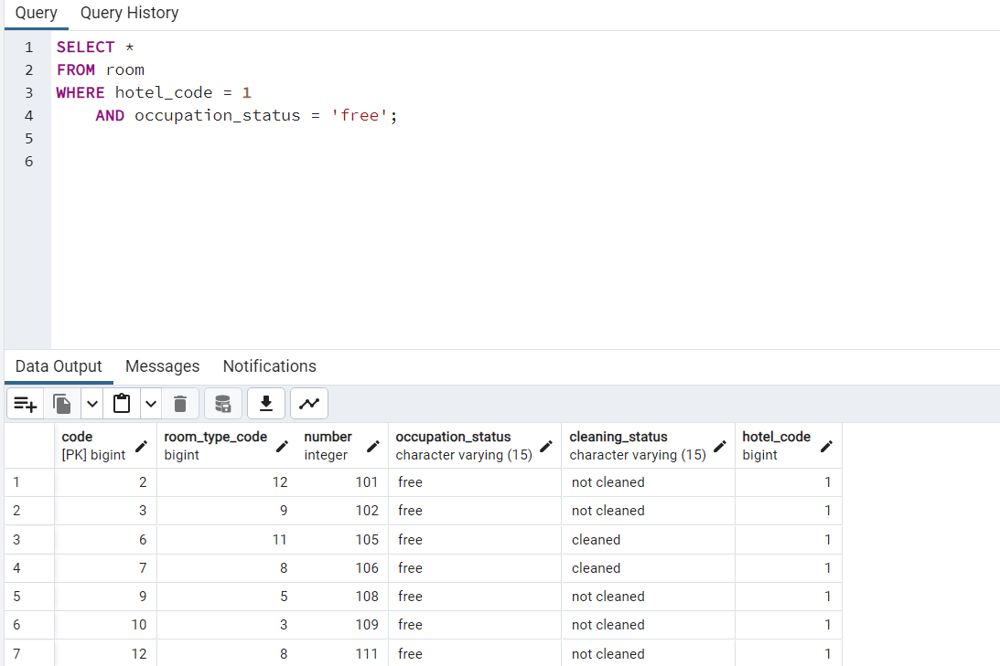 Query Query History
1 SELECT *
2 FROM room
3 WHERE hotel_code = 1
4 AND occupation_status = 'free';
5
6
Data Output Messages Notifications
code room_type_code number occupation_status cleaning_status hotel_code
[PK] bigint bigint integer character varying (15) character varying (15) bigint
1 2 12 101 free not cleaned 1
2 3 9 102 free not cleaned 1
3 6 11 105 free cleaned 1
4 7 8 106 free cleaned 1
5 9 5 108 free not cleaned 1
6 10 3 109 free not cleaned 1
7 12 8 111 free not cleaned 1